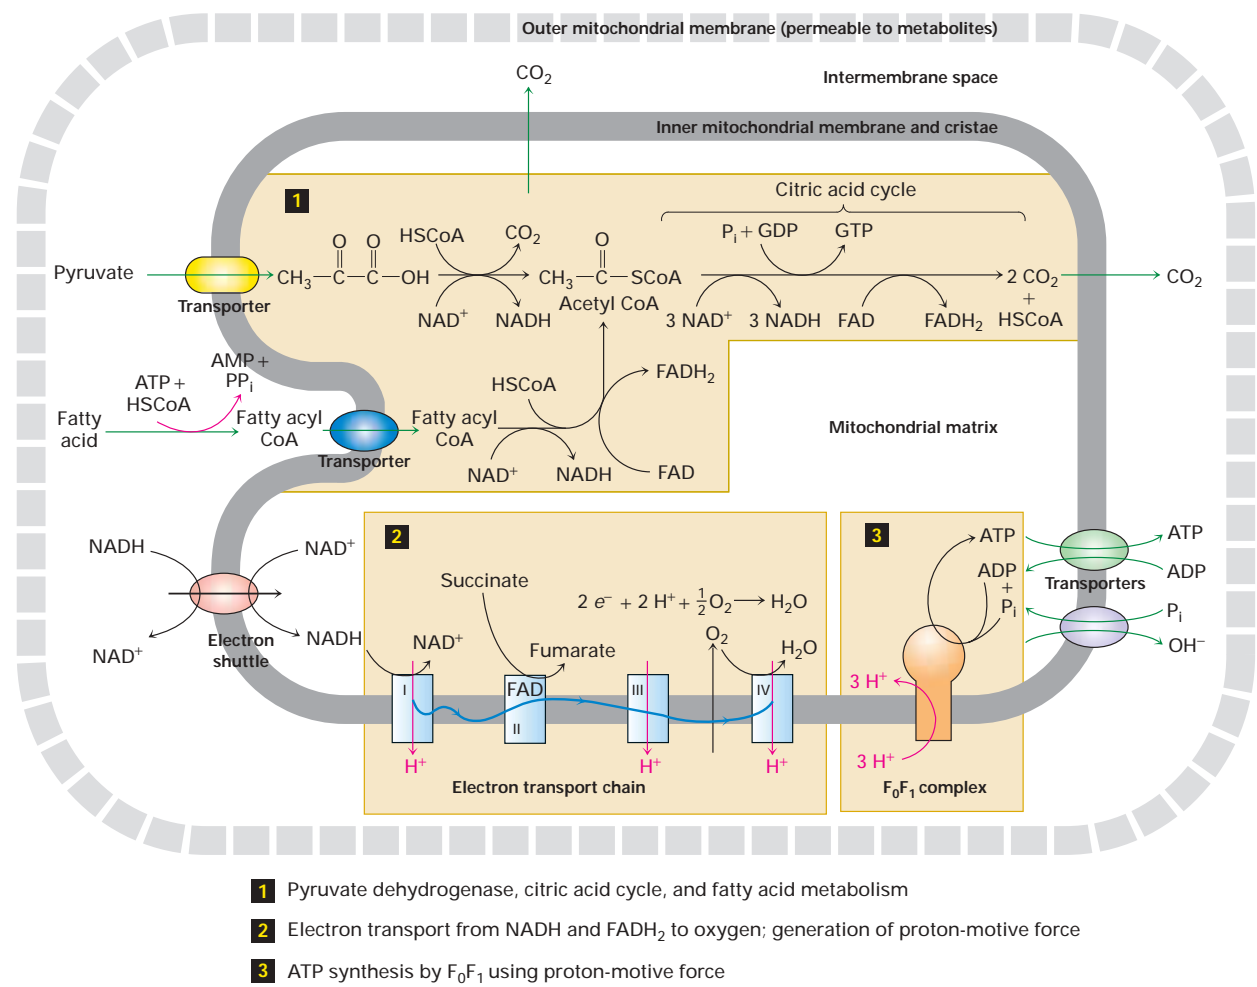 Outer mitochondrial membrane (permeable to metabolites)
CO₂
Intermembrane space
Inner mitochondrial membrane and cristae
1
Citric acid cycle
O
O
HSCoA
CO₂
O
Pᵢ + GDP
GTP
Pyruvate
CH₃—C—C—OH
CH₃—C—SCoA
2 CO₂
+
HSCoA
CO₂
Transporter
NAD⁺
NADH
Acetyl CoA
3 NAD⁺
3 NADH
FAD
FADH₂
AMP +
PPᵢ
ATP +
HSCoA
HSCoA
FADH₂
Fatty
acid
Fatty acyl
CoA
Fatty acyl
CoA
Mitochondrial matrix
Transporter
NAD⁺
NADH
FAD
2
3
NADH
NAD⁺
ATP
ATP
Succinate
ADP
+
Pᵢ
Transporters
ADP
2 e⁻ + 2 H⁺ + ½ O₂ → H₂O
Pᵢ
Electron
shuttle
NADH
NAD⁺
O₂
H₂O
OH⁻
NAD⁺
Fumarate
3 H⁺
I
FAD
II
III
IV
H⁺
H⁺
H⁺
3 H⁺
Electron transport chain
F₀F₁ complex
1 Pyruvate dehydrogenase, citric acid cycle, and fatty acid metabolism
2 Electron transport from NADH and FADH₂ to oxygen; generation of proton-motive force
3 ATP synthesis by F₀F₁ using proton-motive force